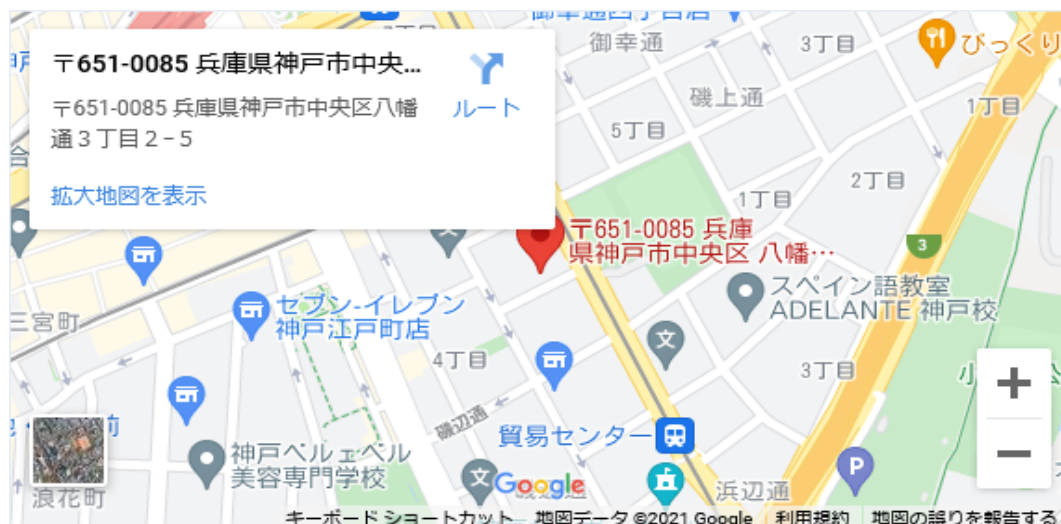 御幸通四丁目店
御幸通
3丁目
びっくり
〒651-0085 兵庫県神戸市中央...
ルート
〒651-0085 兵庫県神戸市中央区八幡
通３丁目２−５
拡大地図を表示
磯上通
1丁目
5丁目
2丁目
1丁目
〒651-0085 兵庫
県神戸市中央区 八幡…
3
スペイン語教室
ADELANTE 神戸校
セブン-イレブン
神戸江戸町店
三宮町
4丁目
3丁目
小
磯辺通
貿易センター
神戸ベルェベル
美容専門学校
浪花町
Google
P
浜辺通
キーボード ショートカット
地図データ ©2021 Google
利用規約
地図の誤りを報告する